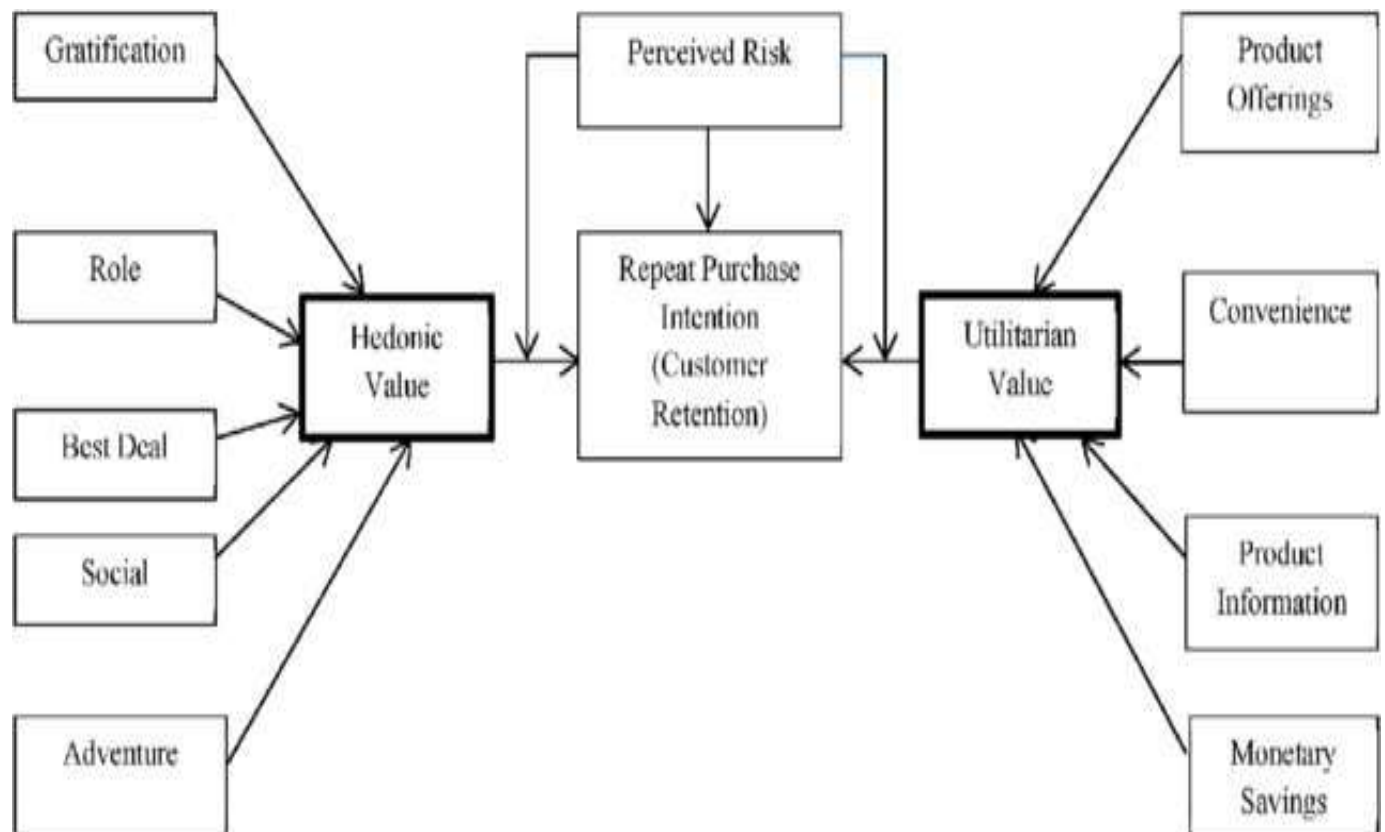 Gratification
Perceived Risk
Product
Offerings
Role
Hedonic
Value
Repeat Purchase
Intention
(Customer
Retention)
Utilitarian
Value
Convenience
Best Deal
Social
Product
Information
Adventure
Monetary
Savings